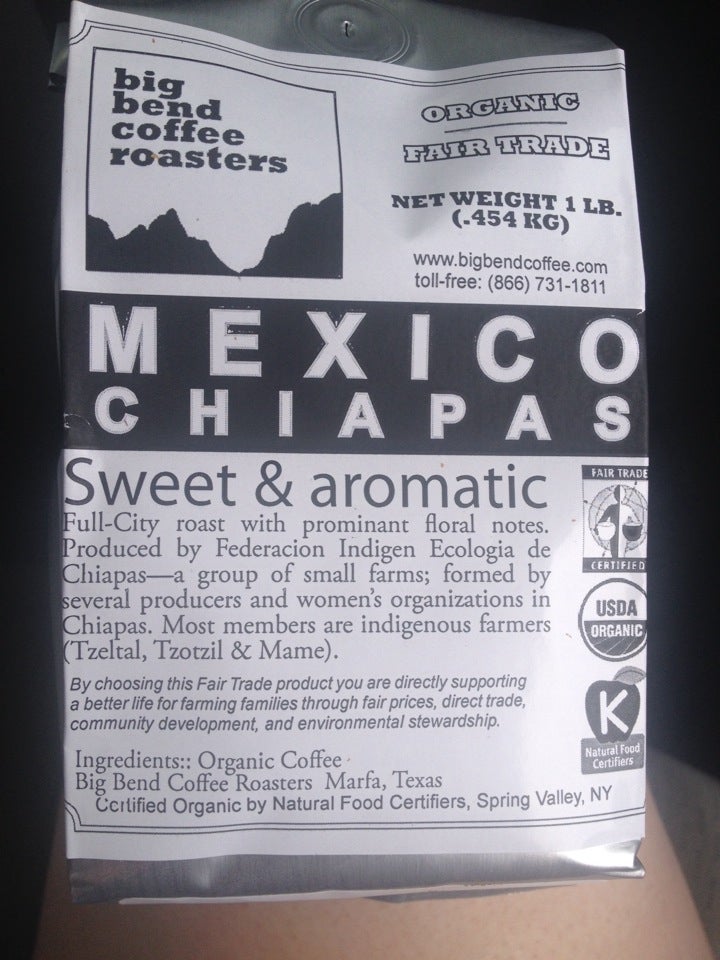 big
bend
coffee
roasters
ORGANIC
FAIR TRADE
NET WEIGHT 1 LB.
(.454 KG)
www.bigbendcoffee.com
toll-free: (866) 731-1811
MEXICO
CHIAPAS
Sweet & aromatic
Full-City roast with prominant floral notes.
Produced by Federacion Indigen Ecologia de
Chiapas—a group of small farms; formed by
several producers and women's organizations in
Chiapas. Most members are indigenous farmers
(Tzeltal, Tzotzil & Mame).
FAIR TRADE
CERTIFIED
USDA
ORGANIC
K
Natural Food
Certifiers
By choosing this Fair Trade product you are directly supporting
a better life for farming families through fair prices, direct trade,
community development, and environmental stewardship.
Ingredients:: Organic Coffee
Big Bend Coffee Roasters Marfa, Texas
Certified Organic by Natural Food Certifiers, Spring Valley, NY